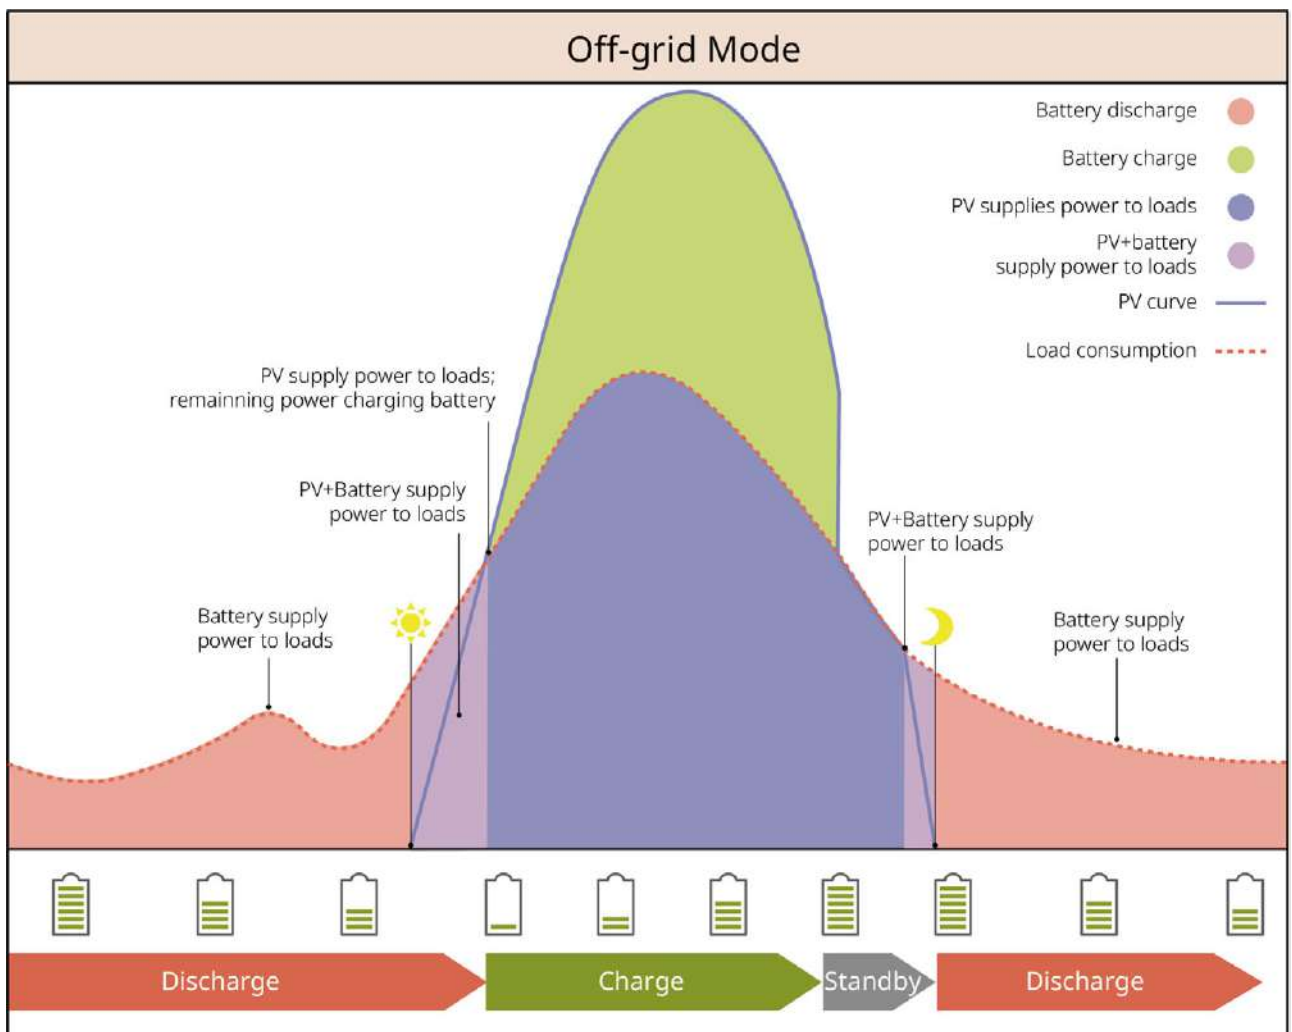 Off-grid Mode
Battery discharge
Battery charge
PV supplies power to loads
PV+battery
supply power to loads
PV curve
Load consumption
PV supply power to loads;
remainning power charging battery
PV+Battery supply
power to loads
PV+Battery supply
power to loads
Battery supply
power to loads
Battery supply
power to loads
Discharge
Charge
Standby
Discharge